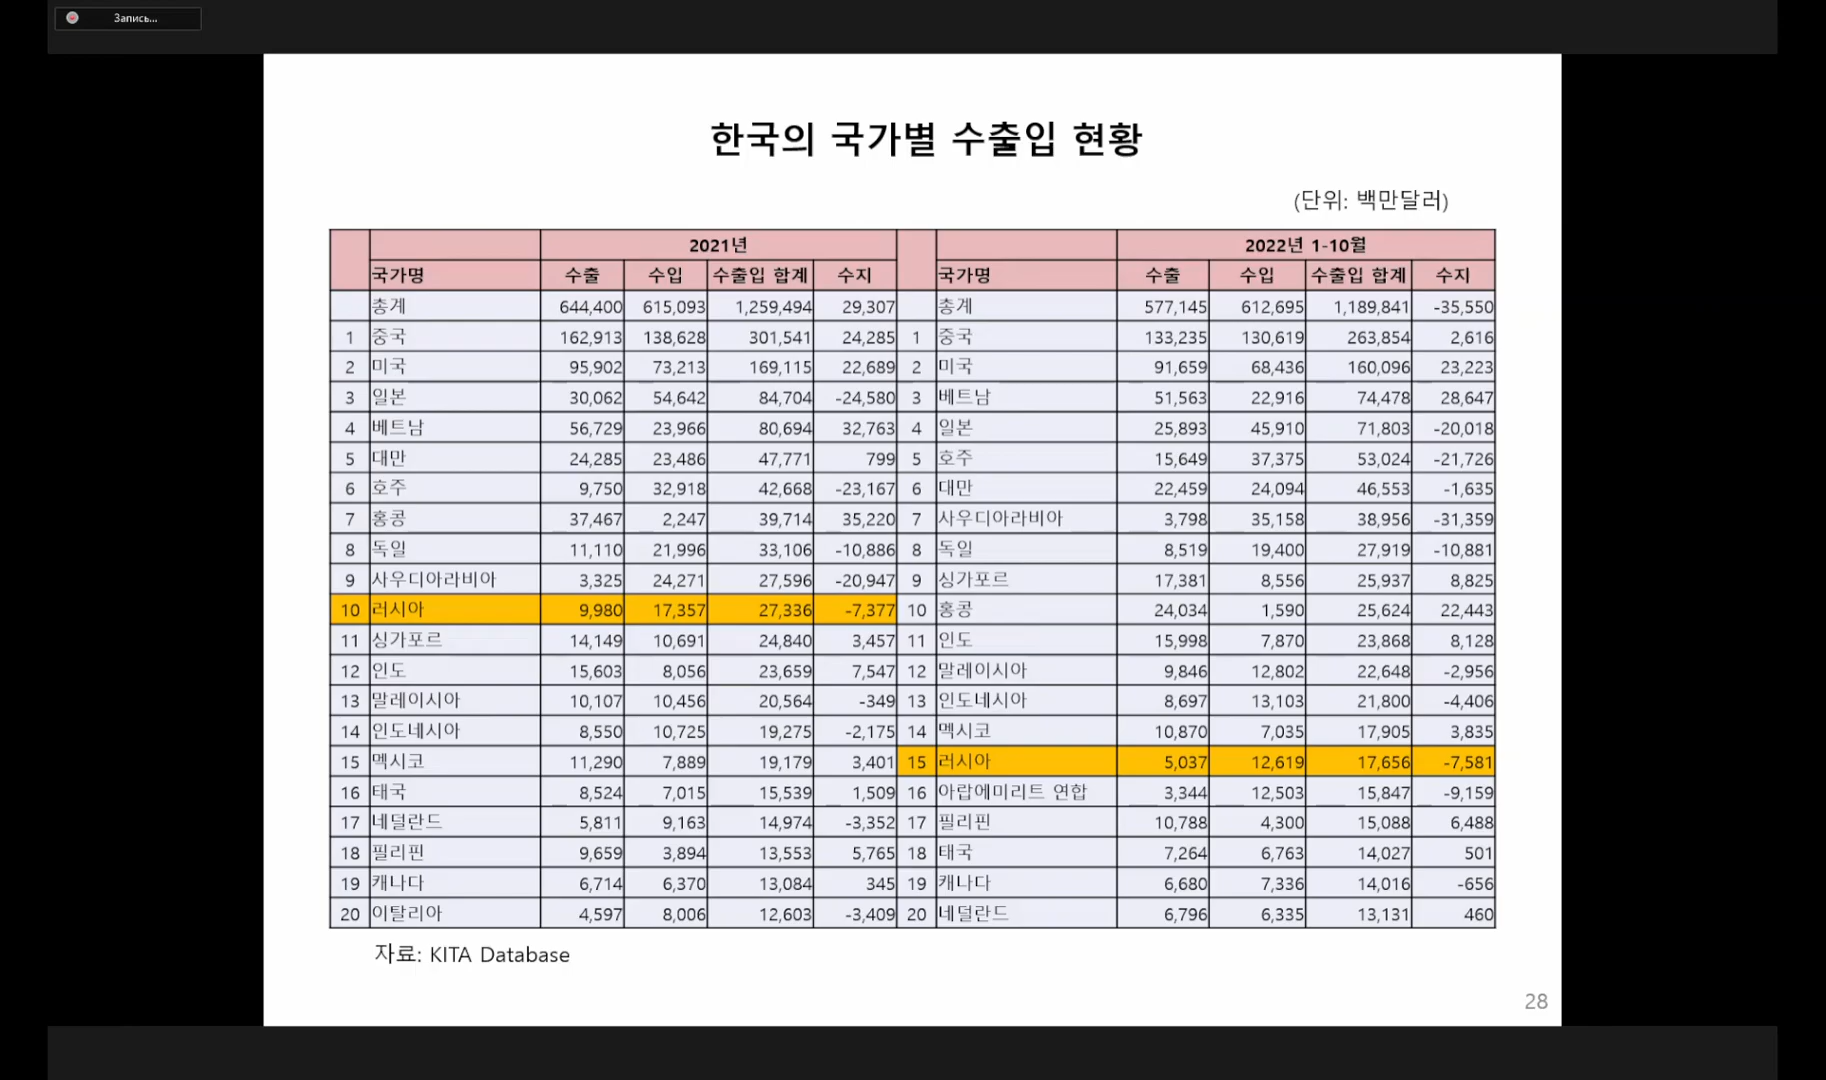 Запись...
한국의 국가별 수출입 현황
(단위: 백만달러)
2021년 2022년 1-10월
국가명 수출 수입 수출입 합계 수지 국가명 수출 수입 수출입 합계 수지
총계 644,400 615,093 1,259,494 29,307 총계 577,145 612,695 1,189,841 -35,550
1 중국 162,913 138,628 301,541 24,285 1 중국 133,235 130,619 263,854 2,616
2 미국 95,902 73,213 169,115 22,689 2 미국 91,659 68,436 160,096 23,223
3 일본 30,062 54,642 84,704 -24,580 3 베트남 51,563 22,916 74,478 28,647
4 베트남 56,729 23,966 80,694 32,763 4 일본 25,893 45,910 71,803 -20,018
5 대만 24,285 23,486 47,771 799 5 호주 15,649 37,375 53,024 -21,726
6 호주 9,750 32,918 42,668 -23,167 6 대만 22,459 24,094 46,553 -1,635
7 홍콩 37,467 2,247 39,714 35,220 7 사우디아라비아 3,798 35,158 38,956 -31,359
8 독일 11,110 21,996 33,106 -10,886 8 독일 8,519 19,400 27,919 -10,881
9 사우디아라비아 3,325 24,271 27,596 -20,947 9 싱가포르 17,381 8,556 25,937 8,825
10 러시아 9,980 17,357 27,336 -7,377 10 홍콩 24,034 1,590 25,624 22,443
11 싱가포르 14,149 10,691 24,840 3,457 11 인도 15,998 7,870 23,868 8,128
12 인도 15,603 8,056 23,659 7,547 12 말레이시아 9,846 12,802 22,648 -2,956
13 말레이시아 10,107 10,456 20,564 -349 13 인도네시아 8,697 13,103 21,800 -4,406
14 인도네시아 8,550 10,725 19,275 -2,175 14 멕시코 10,870 7,035 17,905 3,835
15 멕시코 11,290 7,889 19,179 3,401 15 러시아 5,037 12,619 17,656 -7,581
16 태국 8,524 7,015 15,539 1,509 16 아랍에미리트 연합 3,344 12,503 15,847 -9,159
17 네덜란드 5,811 9,163 14,974 -3,352 17 필리핀 10,788 4,300 15,088 6,488
18 필리핀 9,659 3,894 13,553 5,765 18 태국 7,264 6,763 14,027 501
19 캐나다 6,714 6,370 13,084 345 19 캐나다 6,680 7,336 14,016 -656
20 이탈리아 4,597 8,006 12,603 -3,409 20 네덜란드 6,796 6,335 13,131 460
자료: KITA Database
28